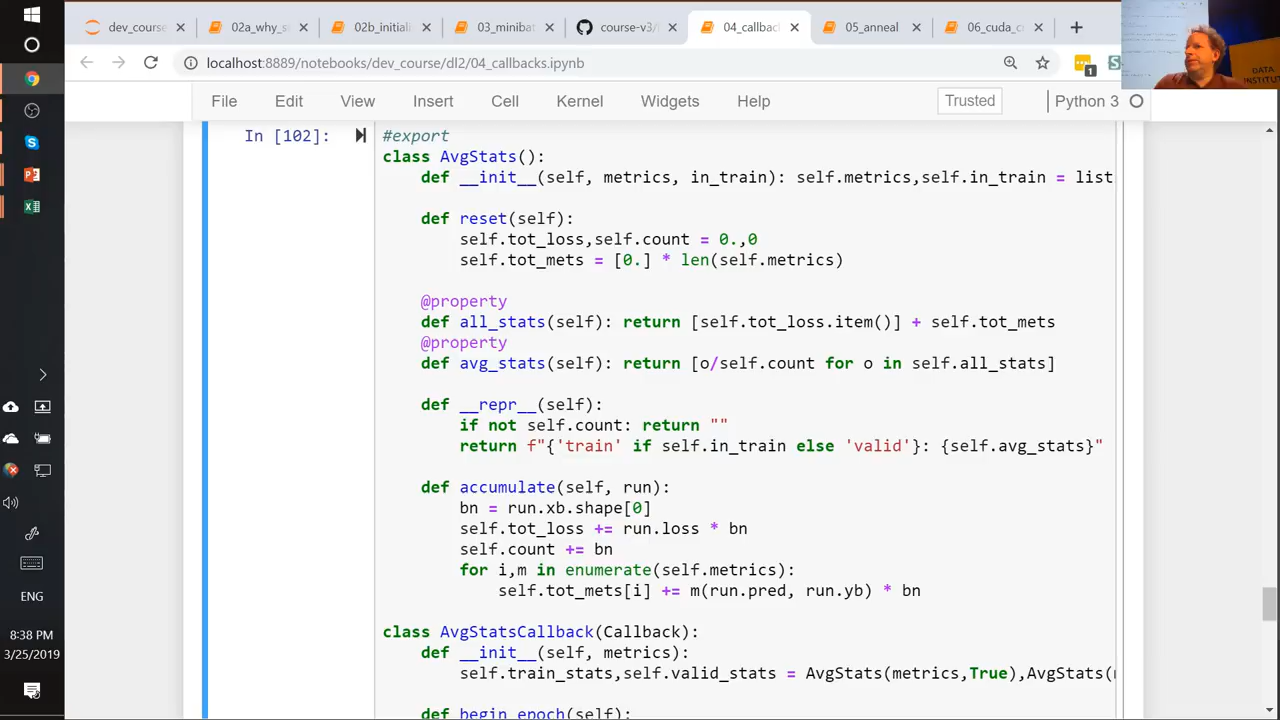 dev_course
02a_why_s
02b_initiali
03_minibat
course-v3/
04_callbac
05_anneal
06_cuda_c
localhost:8889/notebooks/dev_course/dl2/04_callbacks.ipynb
1
DATA
INSTITUT
File Edit View Insert Cell Kernel Widgets Help
Trusted
Python 3
In [102]:
#export
class AvgStats():
def __init__(self, metrics, in_train): self.metrics,self.in_train = list
def reset(self):
self.tot_loss,self.count = 0.,0
self.tot_mets = [0.] * len(self.metrics)
@property
def all_stats(self): return [self.tot_loss.item()] + self.tot_mets
@property
def avg_stats(self): return [o/self.count for o in self.all_stats]
def __repr__(self):
if not self.count: return ""
return f"{'train' if self.in_train else 'valid'}: {self.avg_stats}"
def accumulate(self, run):
bn = run.xb.shape[0]
self.tot_loss += run.loss * bn
self.count += bn
for i,m in enumerate(self.metrics):
self.tot_mets[i] += m(run.pred, run.yb) * bn
class AvgStatsCallback(Callback):
def __init__(self, metrics):
self.train_stats,self.valid_stats = AvgStats(metrics,True),AvgStats(
def begin_epoch(self):
ENG
8:38 PM
3/25/2019